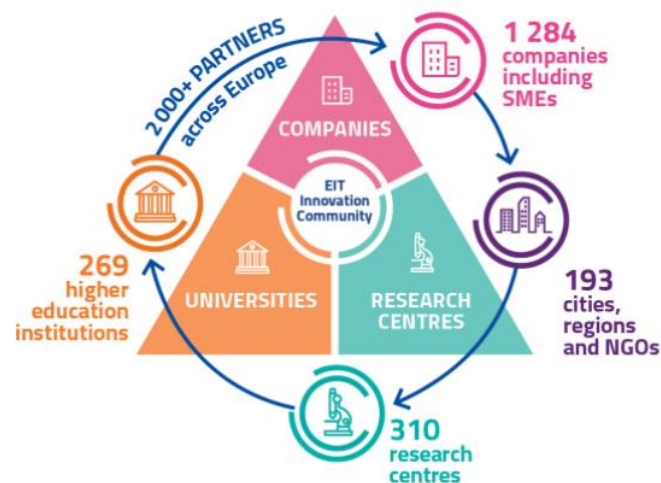 2 000+ PARTNERS
across Europe
1 284
companies
including
SMEs
COMPANIES
EIT
Innovation
Community
269
higher
education
institutions
UNIVERSITIES
RESEARCH
CENTRES
193
cities,
regions
and NGOs
310
research
centres